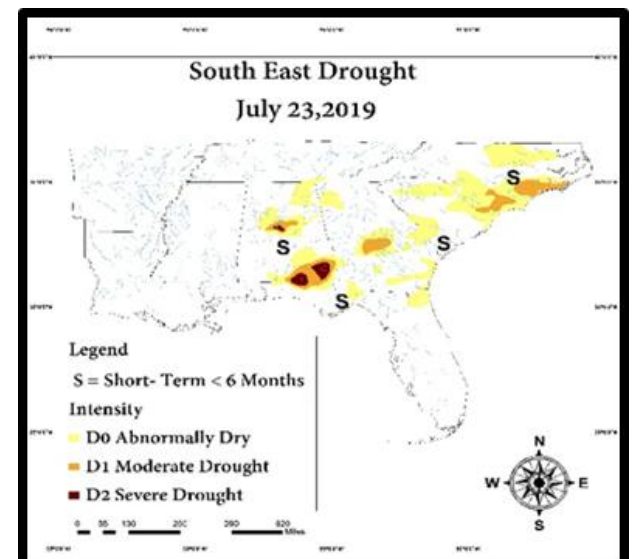 South East Drought
July 23,2019
S
S
S
S
Legend
S = Short- Term < 6 Months
Intensity
D0 Abnormally Dry
D1 Moderate Drought
D2 Severe Drought
N
W E
S
Miles